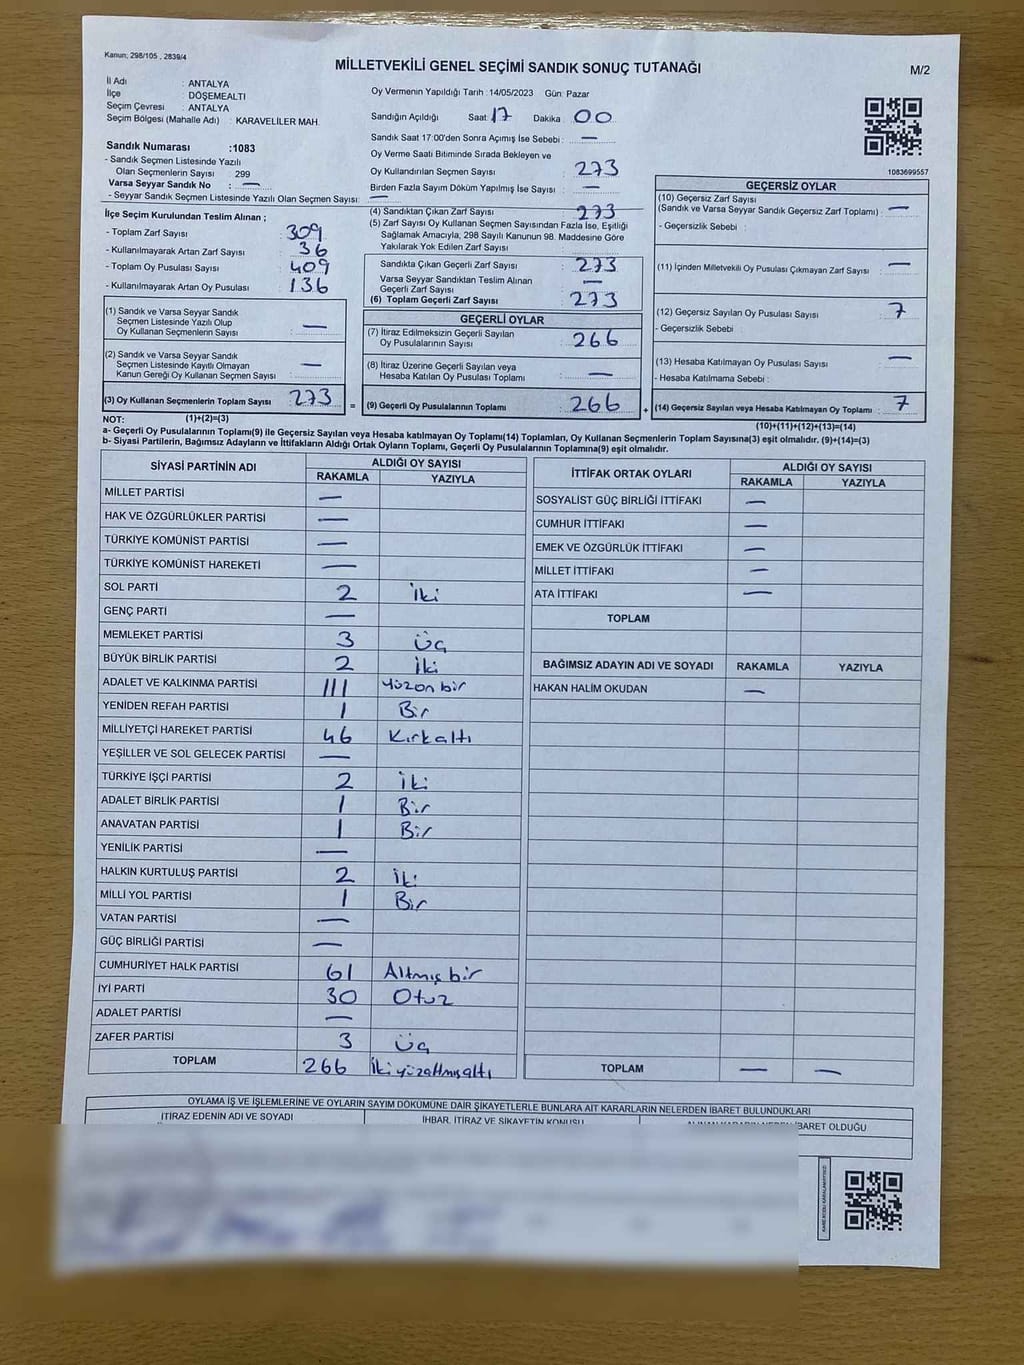 Kanun; 298/105 , 2839/4
MİLLETVEKİLİ GENEL SEÇİMİ SANDIK SONUÇ TUTANAĞI
M/2
İl Adı : ANTALYA
İlçe : DÖŞEMEALTI
Seçim Çevresi : ANTALYA
Seçim Bölgesi (Mahalle Adı) : KARAVELİLER MAH.
Sandık Numarası :1083
- Sandık Seçmen Listesinde Yazılı
Olan Seçmenlerin Sayısı : 299
Varsa Seyyar Sandık No : —
- Seyyar Sandık Seçmen Listesinde Yazılı Olan Seçmen Sayısı: —
İlçe Seçim Kurulundan Teslim Alınan ;
- Toplam Zarf Sayısı : 309
- Kullanılmayarak Artan Zarf Sayısı : 36
- Toplam Oy Pusulası Sayısı : 409
- Kullanılmayarak Artan Oy Pusulası : 136
Oy Vermenin Yapıldığı Tarih : 14/05/2023 Gün: Pazar
Sandığın Açıldığı Saat : 17 Dakika : 00
Sandık Saat 17:00'den Sonra Açımış İse Sebebi : —
Oy Verme Saati Bitiminde Sırada Bekleyen ve
Oy Kullandırılan Seçmen Sayısı : 273
Birden Fazla Sayım Döküm Yapılmış İse Sayısı : —
(4) Sandıktan Çıkan Zarf Sayısı : 273
(5) Zarf Sayısı Oy Kullanan Seçmen Sayısından Fazla İse, Eşitliği
Sağlamak Amacıyla; 298 Sayılı Kanunun 98. Maddesine Göre
Yakılarak Yok Edilen Zarf Sayısı :
Sandıkta Çıkan Geçerli Zarf Sayısı : 273
Varsa Seyyar Sandıktan Teslim Alınan
Geçerli Zarf Sayısı : —
(6) Toplam Geçerli Zarf Sayısı : 273
1083699557
GEÇERSİZ OYLAR
(10) Geçersiz Zarf Sayısı
(Sandık ve Varsa Seyyar Sandık Geçersiz Zarf Toplamı) : —
- Geçersizlik Sebebi :
(11) İçinden Milletvekili Oy Pusulası Çıkmayan Zarf Sayısı : —
(12) Geçersiz Sayılan Oy Pusulası Sayısı : 7
- Geçersizlik Sebebi
(13) Hesaba Katılmayan Oy Pusulası Sayısı : —
- Hesaba Katılmama Sebebi :
(14) Geçersiz Sayılan veya Hesaba Katılmayan Oy Toplamı : 7
(10)+(11)+(12)+(13)=(14)
(1) Sandık ve Varsa Seyyar Sandık
Seçmen Listesinde Yazılı Olup
Oy Kullanan Seçmenlerin Sayısı : —
(2) Sandık ve Varsa Seyyar Sandık
Seçmen Listesinde Kayıtlı Olmayan
Kanun Gereği Oy Kullanan Seçmen Sayısı : —
(3) Oy Kullanan Seçmenlerin Toplam Sayısı : 273
GEÇERLİ OYLAR
(7) İtiraz Edilmeksizin Geçerli Sayılan
Oy Pusulalarının Sayısı : 266
(8) İtiraz Üzerine Geçerli Sayılan veya
Hesaba Katılan Oy Pusulası Toplamı : —
= (9) Geçerli Oy Pusulalarının Toplamı : 266 +
NOT: (1)+(2)=(3)
a- Geçerli Oy Pusulalarının Toplamı(9) ile Geçersiz Sayılan veya Hesaba katılmayan Oy Toplamı(14) Toplamları, Oy Kullanan Seçmenlerin Toplam Sayısına(3) eşit olmalıdır. (9)+(14)=(3)
b- Siyasi Partilerin, Bağımsız Adayların ve İttifakların Aldığı Ortak Oyların Toplamı, Geçerli Oy Pusulalarının Toplamına(9) eşit olmalıdır.
SİYASİ PARTİNİN ADI ALDIĞI OY SAYISI
RAKAMLA YAZIYLA
MİLLET PARTİSİ —
HAK VE ÖZGÜRLÜKLER PARTİSİ —
TÜRKİYE KOMÜNİST PARTİSİ —
TÜRKİYE KOMÜNİST HAREKETİ —
SOL PARTİ 2 İki
GENÇ PARTİ —
MEMLEKET PARTİSİ 3 Üç
BÜYÜK BİRLİK PARTİSİ 2 İki
ADALET VE KALKINMA PARTİSİ 111 Yüzon bir
YENİDEN REFAH PARTİSİ 1 Bir
MİLLİYETÇİ HAREKET PARTİSİ 46 Kırkaltı
YEŞİLLER VE SOL GELECEK PARTİSİ —
TÜRKİYE İŞÇİ PARTİSİ 2 İki
ADALET BİRLİK PARTİSİ 1 Bir
ANAVATAN PARTİSİ 1 Bir
YENİLİK PARTİSİ —
HALKIN KURTULUŞ PARTİSİ 2 İki
MİLLİ YOL PARTİSİ 1 Bir
VATAN PARTİSİ —
GÜÇ BİRLİĞİ PARTİSİ —
CUMHURİYET HALK PARTİSİ 61 Altmış bir
İYİ PARTİ 30 Otuz
ADALET PARTİSİ —
ZAFER PARTİSİ 3 Üç
TOPLAM 266 İkiyüzaltmışaltı
İTTİFAK ORTAK OYLARI ALDIĞI OY SAYISI
RAKAMLA YAZIYLA
SOSYALİST GÜÇ BİRLİĞİ İTTİFAKI —
CUMHUR İTTİFAKI —
EMEK VE ÖZGÜRLÜK İTTİFAKI —
MİLLET İTTİFAKI —
ATA İTTİFAKI —
TOPLAM
BAĞIMSIZ ADAYIN ADI VE SOYADI RAKAMLA YAZIYLA
HAKAN HALİM OKUDAN —
TOPLAM — —
OYLAMA İŞ VE İŞLEMLERİNE VE OYLARIN SAYIM DÖKÜMÜNE DAİR ŞİKAYETLERLE BUNLARA AİT KARARLARIN NELERDEN İBARET BULUNDUKLARI
İTİRAZ EDENİN ADI VE SOYADI
İHBAR, İTİRAZ VE ŞİKAYETİN KONUSU
İBARET OLDUĞU